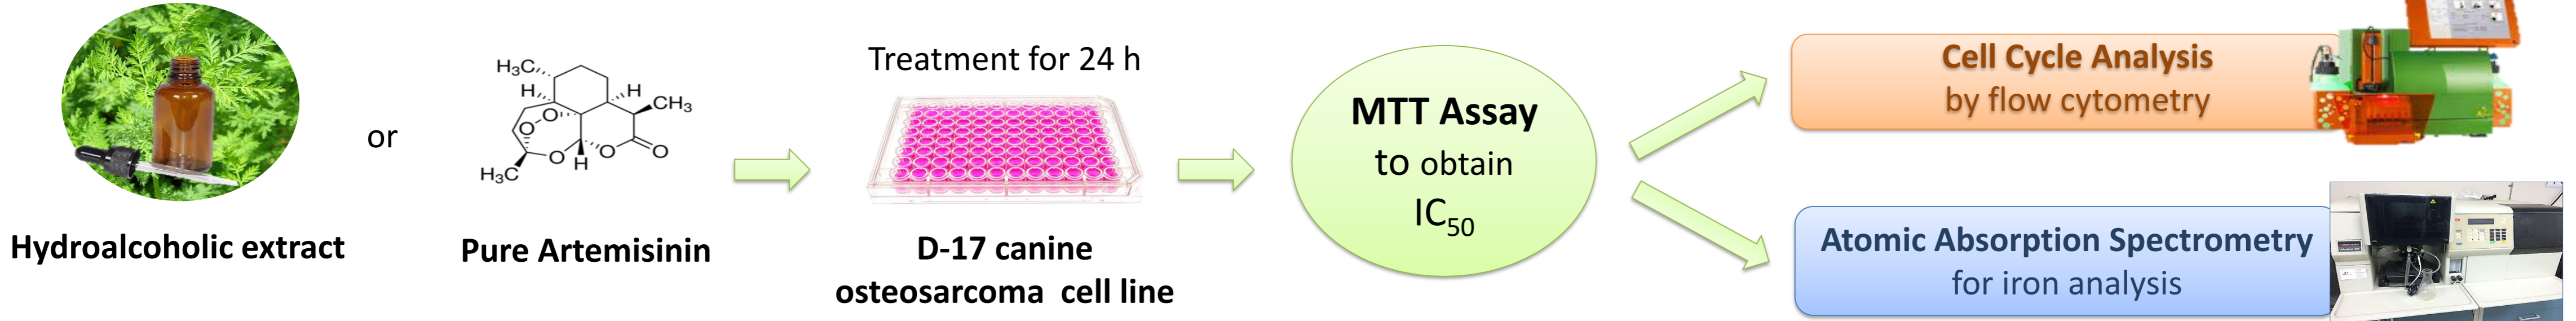 Hydroalcoholic extract
or
H₃C
H
H
CH₃
O
O
O
H
O
O
H₃C
Pure Artemisinin
Treatment for 24 h
D-17 canine
osteosarcoma cell line
MTT Assay
to obtain
IC₅₀
Cell Cycle Analysis
by flow cytometry
Atomic Absorption Spectrometry
for iron analysis